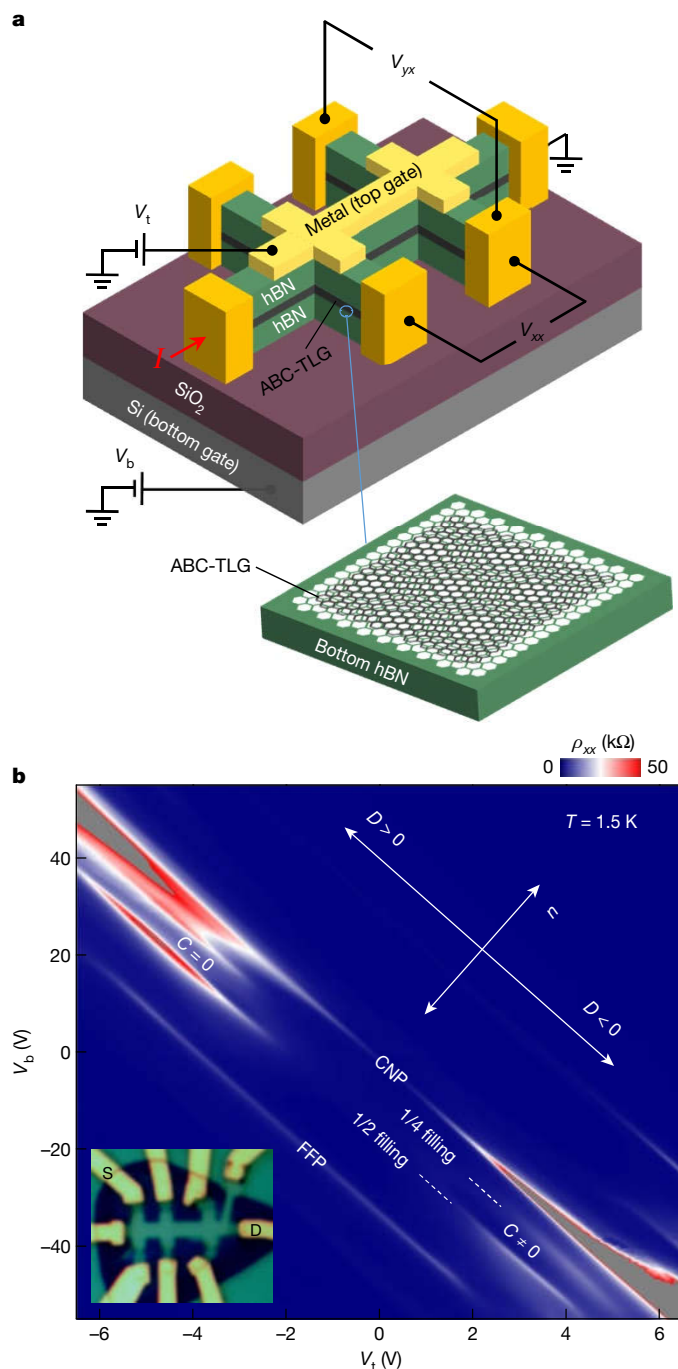 a
V_yx
Metal (top gate)
V_t
hBN
hBN
ABC-TLG
V_xx
I
SiO₂
Si (bottom gate)
V_b
ABC-TLG
Bottom hBN
b
ρ_xx (kΩ)
0 50
T = 1.5 K
D > 0
n
D < 0
C = 0
CNP
1/4 filling
1/2 filling
FFP
C ≠ 0
S
D
40
20
0
−20
−40
V_b (V)
−6 −4 −2 0 2 4 6
V_t (V)